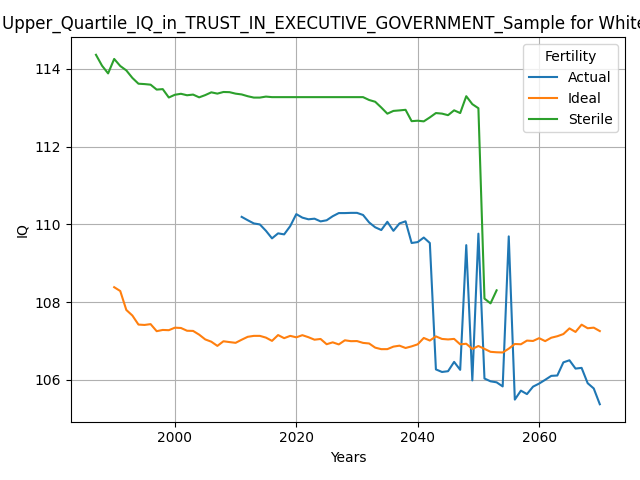 Upper_Quartile_IQ_in_TRUST_IN_EXECUTIVE_GOVERNMENT_Sample for White
Fertility
Actual
Ideal
Sterile
114
112
110
108
106
IQ
2000
2020
2040
2060
Years